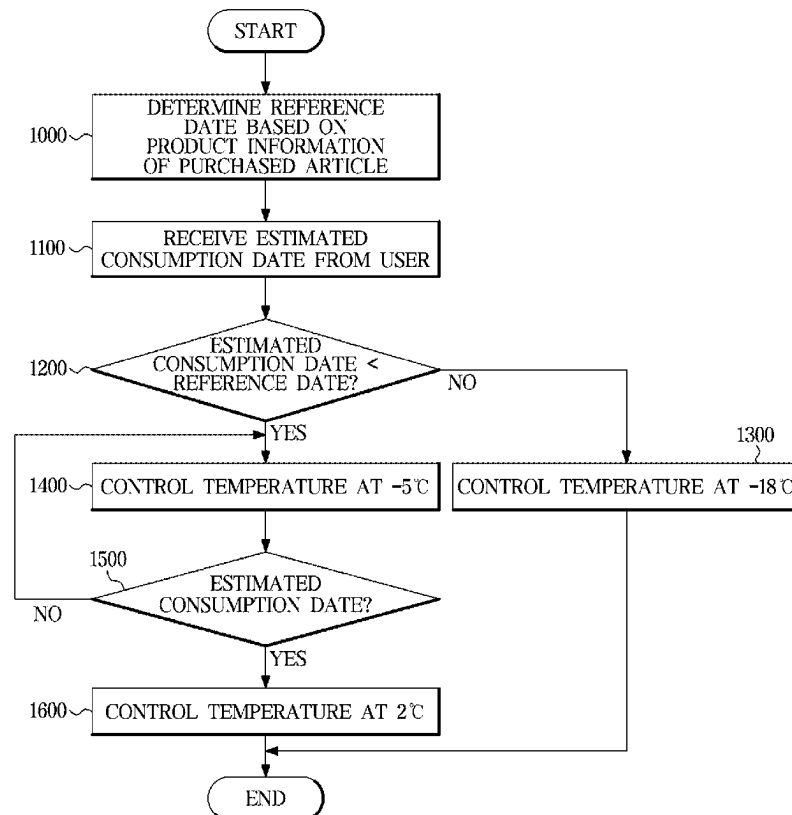 START
1000
DETERMINE REFERENCE
DATE BASED ON
PRODUCT INFORMATION
OF PURCHASED ARTICLE
1100
RECEIVE ESTIMATED
CONSUMPTION DATE FROM USER
1200
ESTIMATED
CONSUMPTION DATE <
REFERENCE DATE?
NO
YES
1300
1400
CONTROL TEMPERATURE AT -5℃
CONTROL TEMPERATURE AT -18℃
1500
ESTIMATED
CONSUMPTION DATE?
NO
YES
1600
CONTROL TEMPERATURE AT 2℃
END